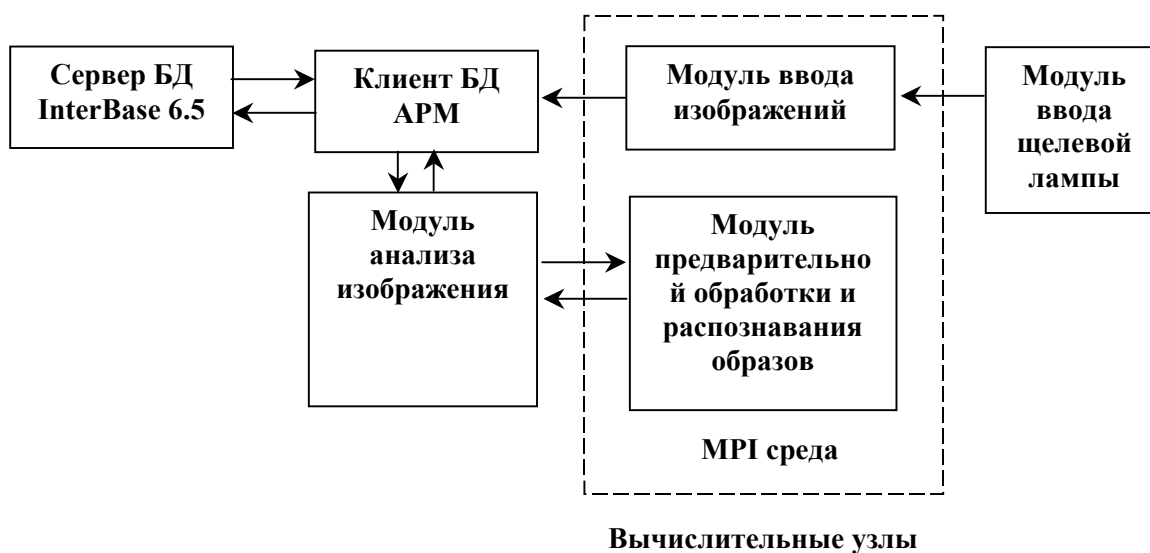 Сервер БД
InterBase 6.5
Клиент БД
АРМ
Модуль ввода
изображений
Модуль
ввода
щелевой
лампы
Модуль
анализа
изображения
Модуль
предварительно
й обработки и
распознавания
образов
MPI среда
Вычислительные узлы